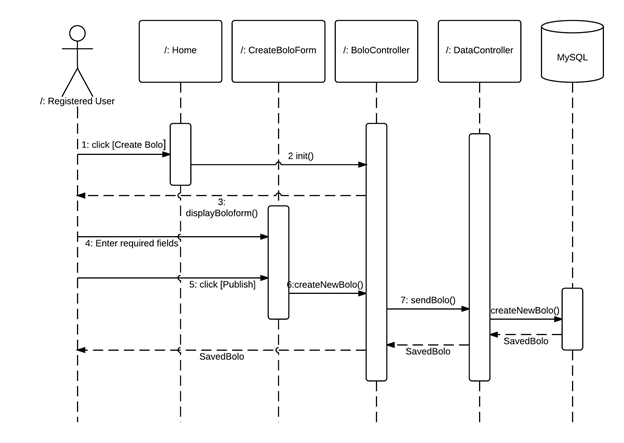 /: Home
/: CreateBoloForm
/: BoloController
/: DataController
MySQL
/: Registered User
1: click [Create Bolo]
2 init()
3:
displayBoloform()
4: Enter required fields
5: click [Publish]
6:createNewBolo()
7: sendBolo()
createNewBolo()
SavedBolo
SavedBolo
SavedBolo